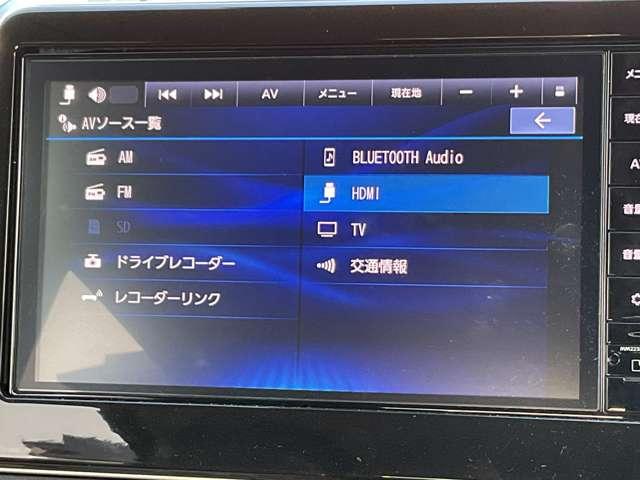 AV メニュー 現在地 − +
AVソース一覧
AM
FM
SD
ドライブレコーダー
レコーダーリンク
BLUETOOTH Audio
HDMI
TV
交通情報